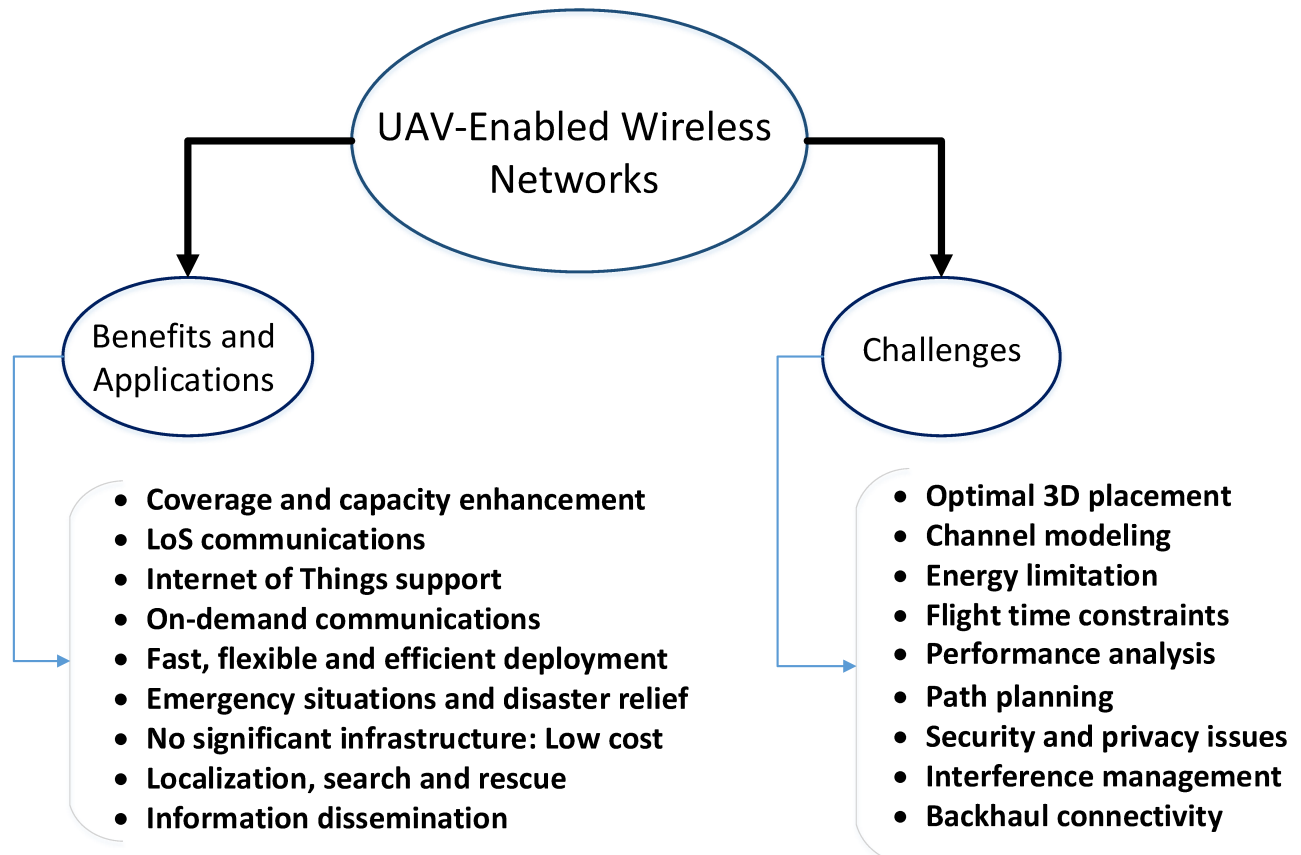 UAV-Enabled Wireless
Networks
Benefits and
Applications
• Coverage and capacity enhancement
• LoS communications
• Internet of Things support
• On-demand communications
• Fast, flexible and efficient deployment
• Emergency situations and disaster relief
• No significant infrastructure: Low cost
• Localization, search and rescue
• Information dissemination
Challenges
• Optimal 3D placement
• Channel modeling
• Energy limitation
• Flight time constraints
• Performance analysis
• Path planning
• Security and privacy issues
• Interference management
• Backhaul connectivity